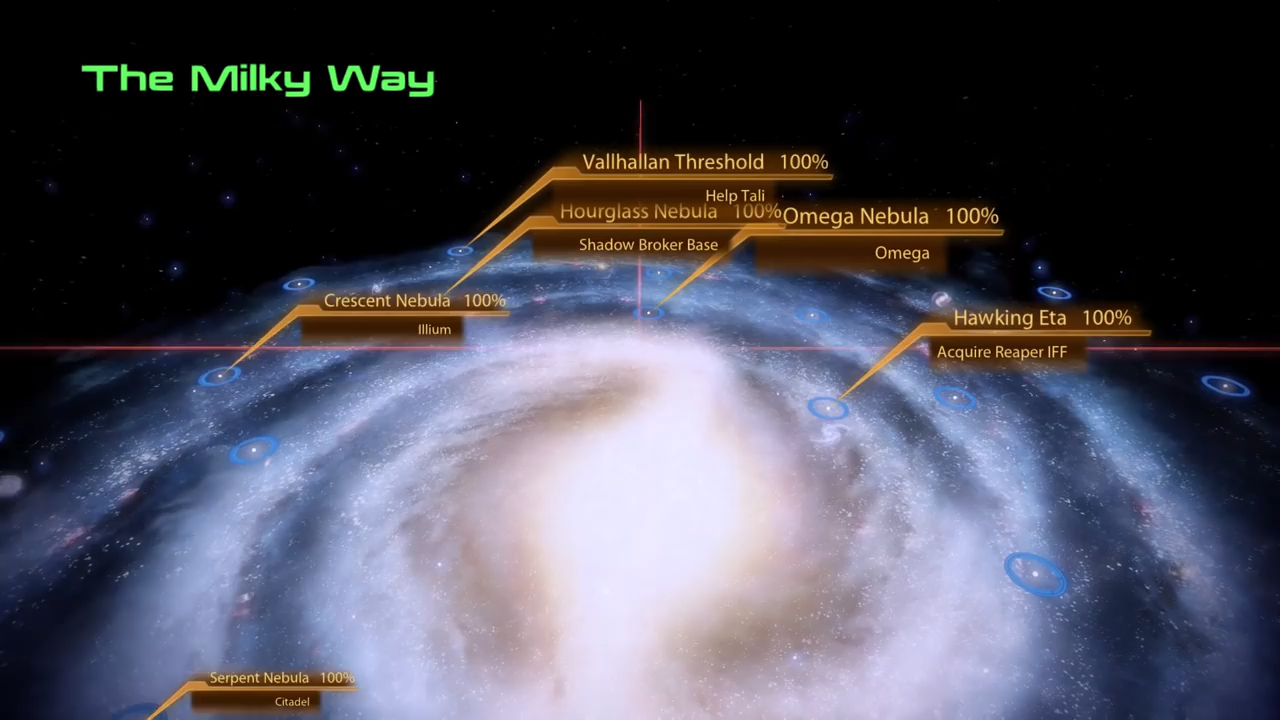 The Milky Way
Vallhallan Threshold 100%
Help Tali
Hourglass Nebula 100%
Shadow Broker Base
Omega Nebula 100%
Omega
Crescent Nebula 100%
Illium
Hawking Eta 100%
Acquire Reaper IFF
Serpent Nebula 100%
Citadel